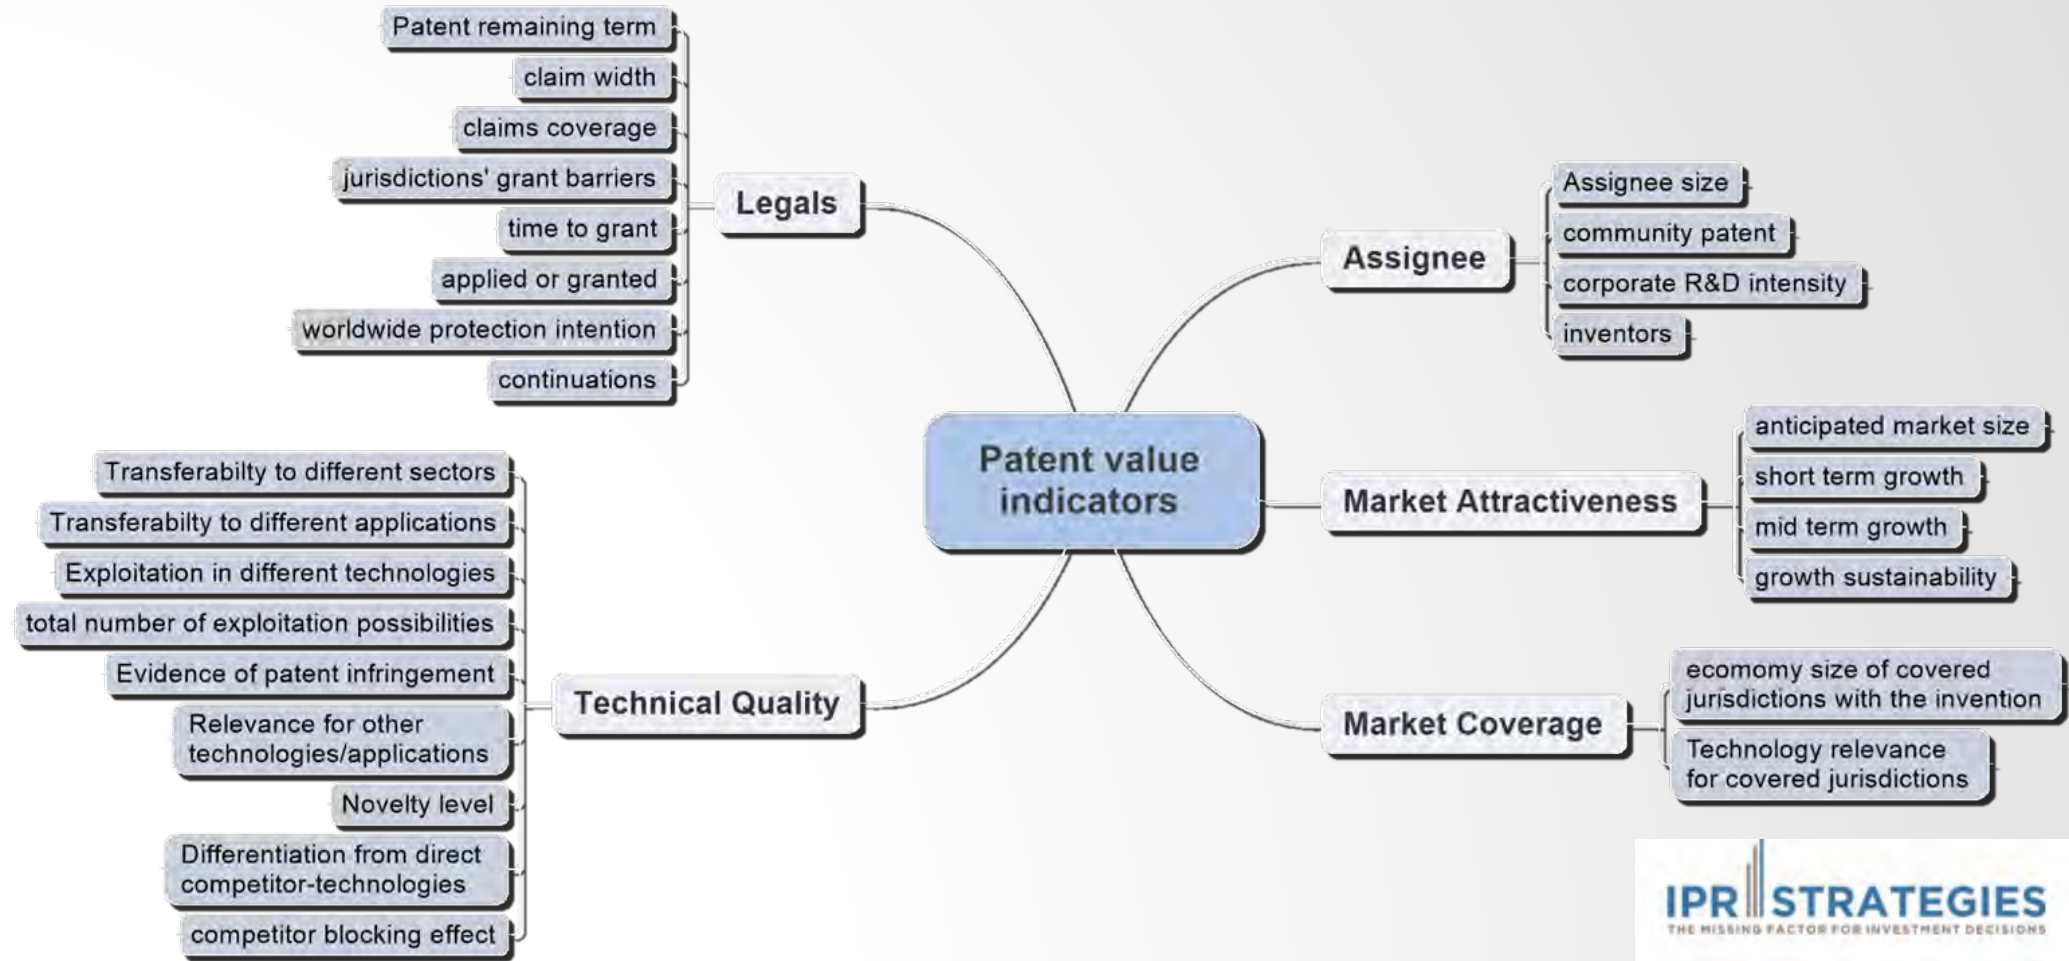 Patent value
indicators
Legals
Patent remaining term
claim width
claims coverage
jurisdictions' grant barriers
time to grant
applied or granted
worldwide protection intention
continuations
Technical Quality
Transferabilty to different sectors
Transferabilty to different applications
Exploitation in different technologies
total number of exploitation possibilities
Evidence of patent infringement
Relevance for other
technologies/applications
Novelty level
Differentiation from direct
competitor-technologies
competitor blocking effect
Assignee
Assignee size
community patent
corporate R&D intensity
inventors
Market Attractiveness
anticipated market size
short term growth
mid term growth
growth sustainability
Market Coverage
ecomomy size of covered
jurisdictions with the invention
Technology relevance
for covered jurisdictions
IPR STRATEGIES
THE MISSING FACTOR FOR INVESTMENT DECISIONS